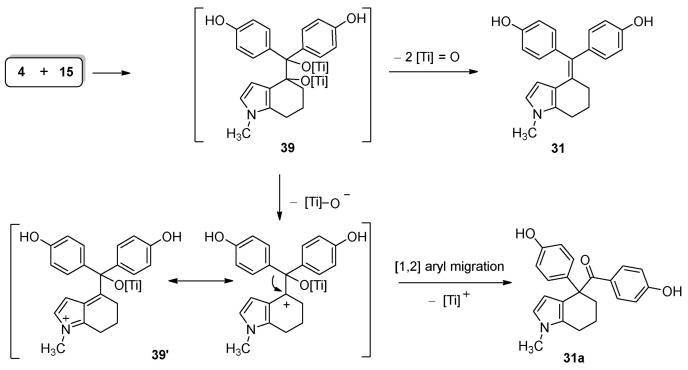 HO OH
O[Ti]
O[Ti]
N
H₃C
39
4 + 15
– 2 [Ti] = O
HO OH
N
H₃C
31
– [Ti]–O⁻
HO OH
O[Ti]
N
+
H₃C
39'
HO OH
O[Ti]
+
N
H₃C
[1,2] aryl migration
– [Ti]⁺
HO
O
OH
N
H₃C
31a